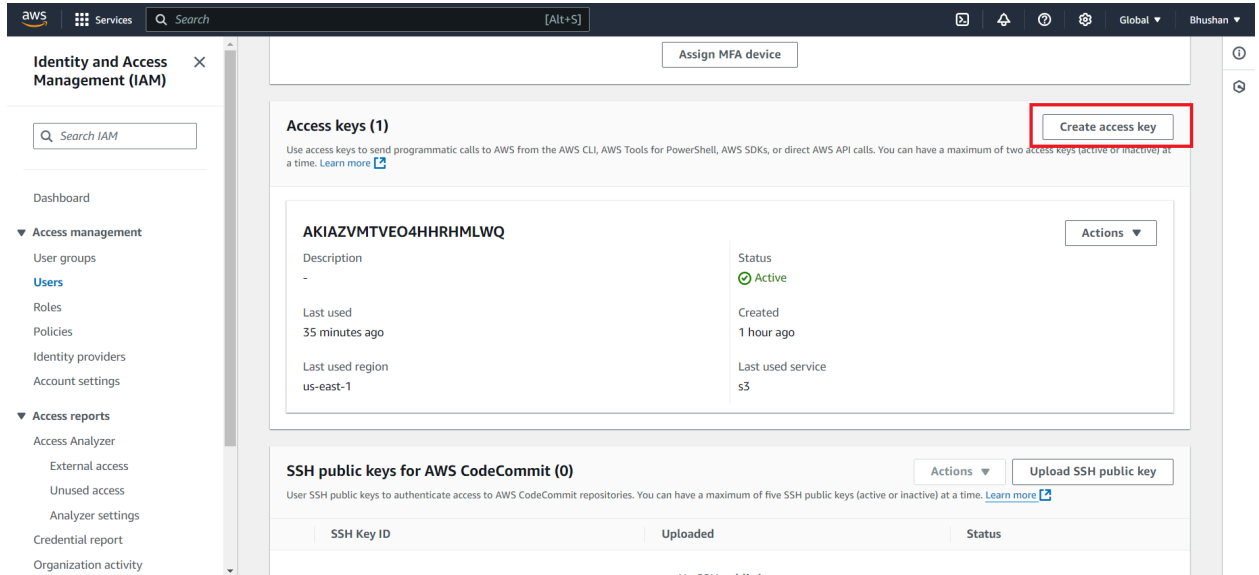 aws Services Search [Alt+S] Global ▼ Bhushan ▼
Identity and Access
Management (IAM)
Search IAM
Dashboard
▼ Access management
User groups
Users
Roles
Policies
Identity providers
Account settings
▼ Access reports
Access Analyzer
External access
Unused access
Analyzer settings
Credential report
Organization activity
Assign MFA device
Access keys (1)
Create access key
Use access keys to send programmatic calls to AWS from the AWS CLI, AWS Tools for PowerShell, AWS SDKs, or direct AWS API calls. You can have a maximum of two access keys (active or inactive) at
a time. Learn more
AKIAZVMTVEO4HHRHMLWQ
Actions ▼
Description
-
Status
Active
Last used
35 minutes ago
Created
1 hour ago
Last used region
us-east-1
Last used service
s3
SSH public keys for AWS CodeCommit (0)
Actions ▼
Upload SSH public key
User SSH public keys to authenticate access to AWS CodeCommit repositories. You can have a maximum of five SSH public keys (active or inactive) at a time. Learn more
SSH Key ID Uploaded Status